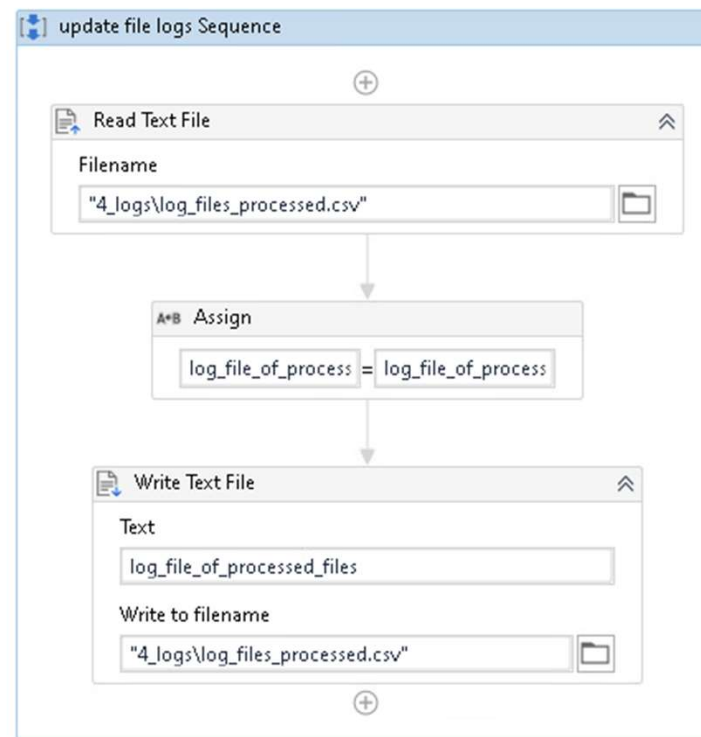 update file logs Sequence
Read Text File
Filename
"4_logs\log_files_processed.csv"
A+B Assign
log_file_of_process = log_file_of_process
Write Text File
Text
log_file_of_processed_files
Write to filename
"4_logs\log_files_processed.csv"